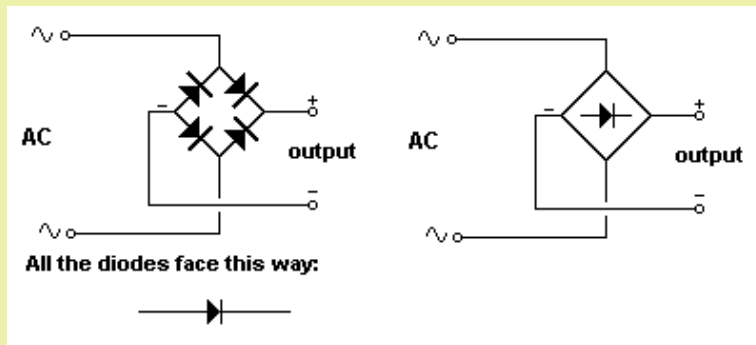 AC
-
+
output
-
All the diodes face this way:
AC
-
+
output
-